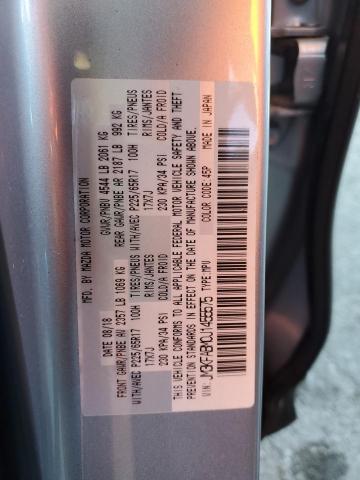 MFD. BY MAZDA MOTOR CORPORATION
DATE 08/18 GVWR/PNBV 4544 LB 2061 KG
FRONT GAWR/PNBE AV 2357 LB 1069 KG REAR GAWR/PNBE AR 2187 LB 992 KG
WITH/AVEC P225/65R17 100H TIRES/PNEUS WITH/AVEC P225/65R17 100H TIRES/PNEUS
17X7J RIMS/JANTES 17X7J RIMS/JANTES
230 KPA/34 PSI COLD/A FROID 230 KPA/34 PSI COLD/A FROID
THIS VEHICLE CONFORMS TO ALL APPLICABLE FEDERAL MOTOR VEHICLE SAFETY AND THEFT
PREVENTION STANDARDS IN EFFECT ON THE DATE OF MANUFACTURE SHOWN ABOVE.
VIN: TYPE: MPV COLOR CODE: 45P MADE IN JAPAN